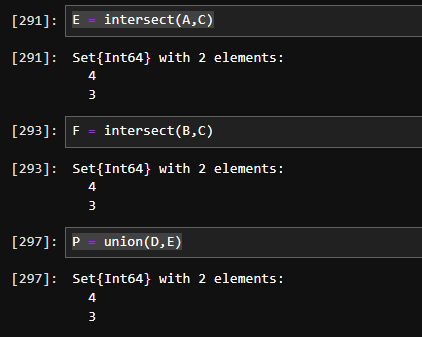 [291]: E = intersect(A,C)
[291]: Set{Int64} with 2 elements:
4
3
[293]: F = intersect(B,C)
[293]: Set{Int64} with 2 elements:
4
3
[297]: P = union(D,E)
[297]: Set{Int64} with 2 elements:
4
3